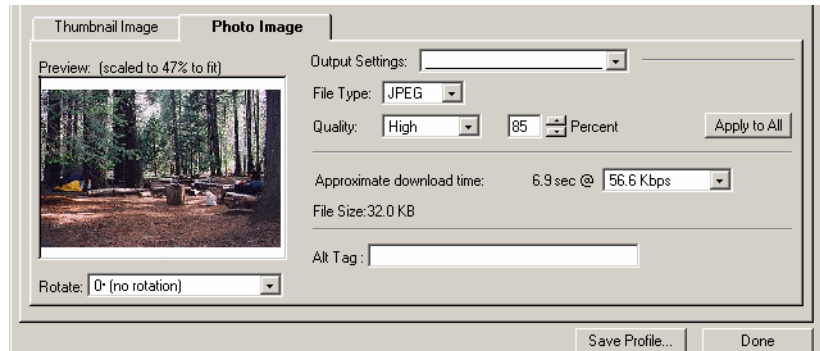 Thumbnail Image Photo Image
Preview: (scaled to 47% to fit)
Output Settings:
File Type: JPEG
Quality: High 85 Percent Apply to All
Approximate download time: 6.9 sec @ 56.6 Kbps
File Size:32.0 KB
Alt Tag :
Rotate: 0• (no rotation)
Save Profile... Done